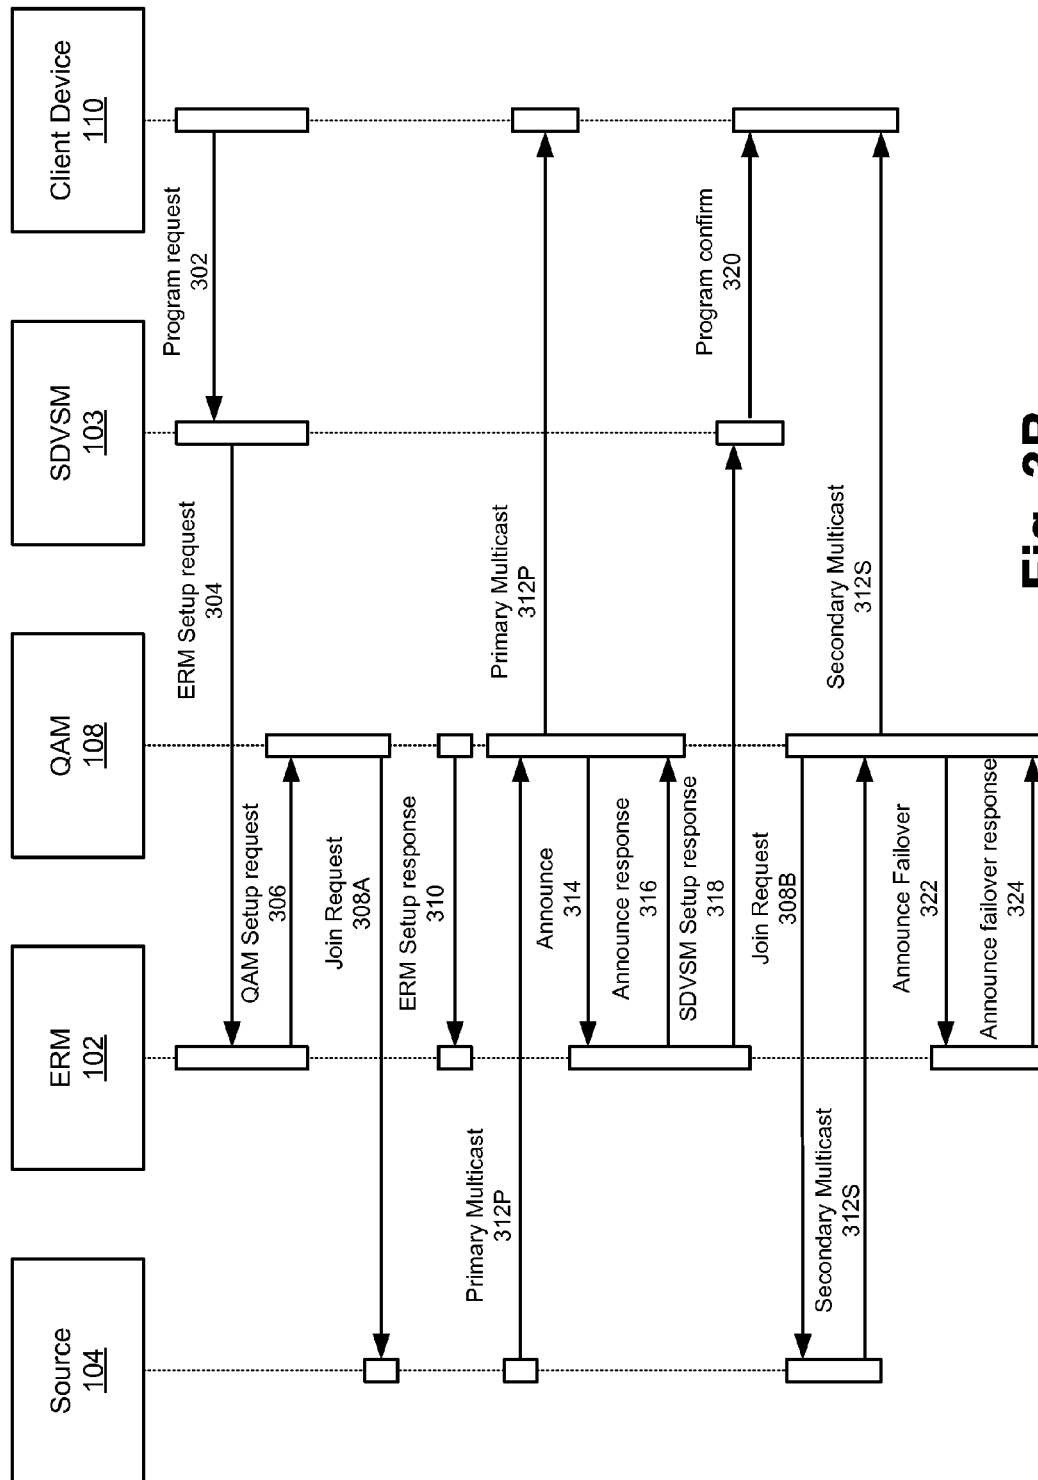 Source
104
ERM
102
QAM
108
SDVSM
103
Client Device
110
Program request
302
ERM Setup request
304
QAM Setup request
306
Join Request
308A
ERM Setup response
310
Primary Multicast
312P
Primary Multicast
312P
Announce
314
Announce response
316
SDVSM Setup response
318
Program confirm
320
Join Request
308B
Secondary Multicast
312S
Secondary Multicast
312S
Announce Failover
322
Announce failover response
324
Fig.